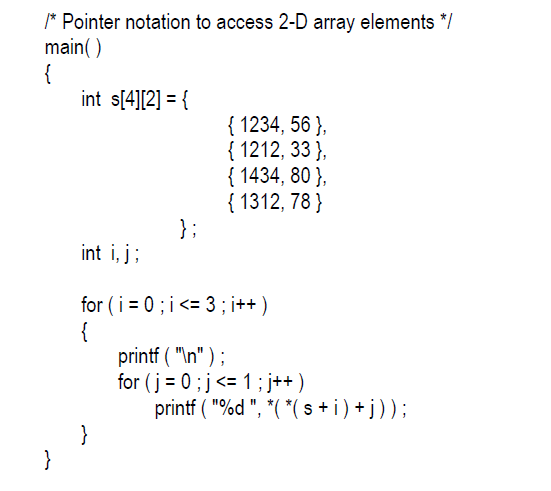 /* Pointer notation to access 2-D array elements */
main( )
{
int s[4][2] = {
{ 1234, 56 },
{ 1212, 33 },
{ 1434, 80 },
{ 1312, 78 }
} ;
int i, j ;
for ( i = 0 ; i <= 3 ; i++ )
{
printf ( "\n" ) ;
for ( j = 0 ; j <= 1 ; j++ )
printf ( "%d ", *( *( s + i ) + j ) ) ;
}
}